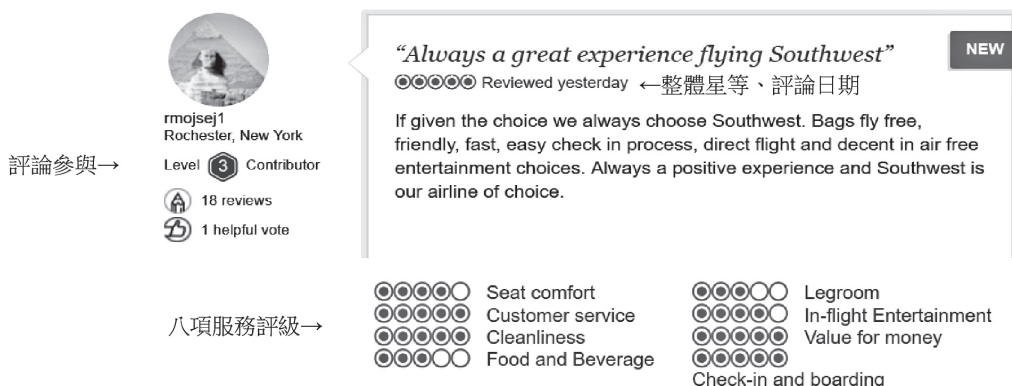 “Always a great experience flying Southwest”
NEW
Reviewed yesterday ←整體星等、評論日期
If given the choice we always choose Southwest. Bags fly free,
friendly, fast, easy check in process, direct flight and decent in air free
entertainment choices. Always a positive experience and Southwest is
our airline of choice.
rmojsej1
Rochester, New York
評論參與→
Level 3 Contributor
18 reviews
1 helpful vote
八項服務評級→
Seat comfort
Customer service
Cleanliness
Food and Beverage
Legroom
In-flight Entertainment
Value for money
Check-in and boarding